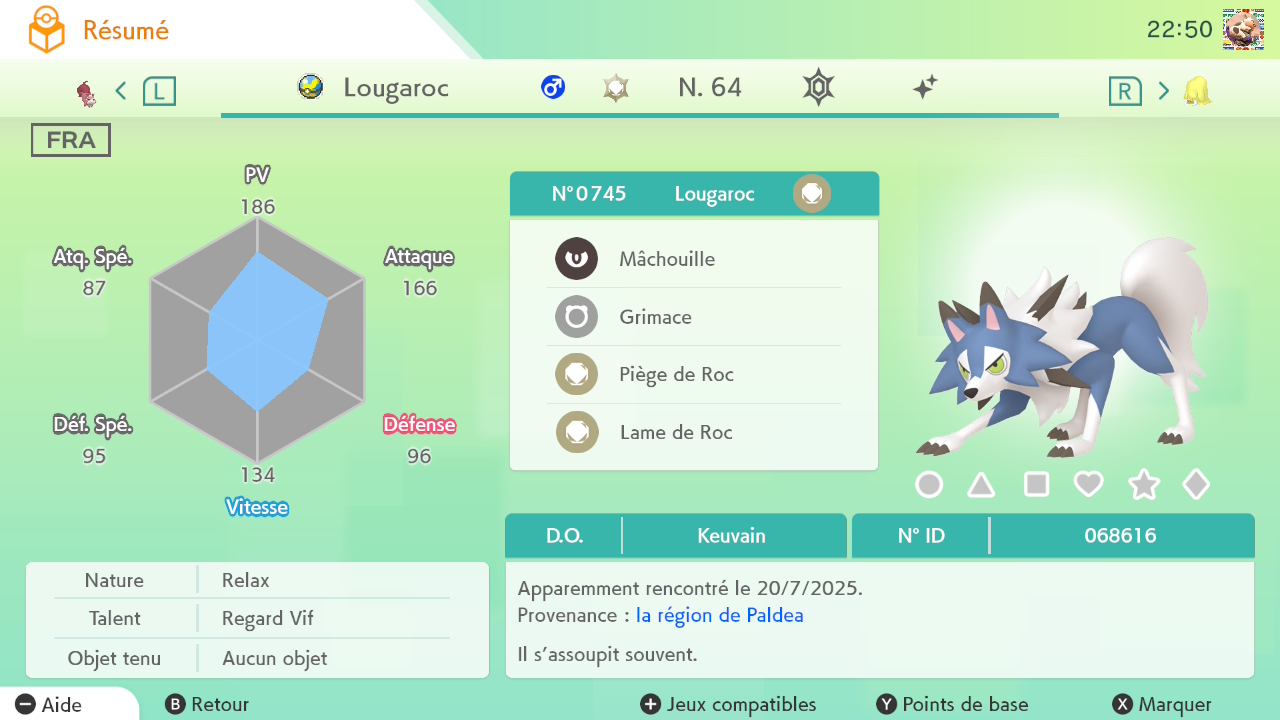 Résumé
22:50
L
Lougaroc
N. 64
R
FRA
PV
186
Atq. Spé.
87
Attaque
166
Déf. Spé.
95
Défense
96
134
Vitesse
N°0745 Lougaroc
Mâchouille
Grimace
Piège de Roc
Lame de Roc
D.O. Keuvain N° ID 068616
Nature Relax
Talent Regard Vif
Objet tenu Aucun objet
Apparemment rencontré le 20/7/2025.
Provenance : la région de Paldea
Il s'assoupit souvent.
Aide
B Retour
Jeux compatibles
Y Points de base
X Marquer